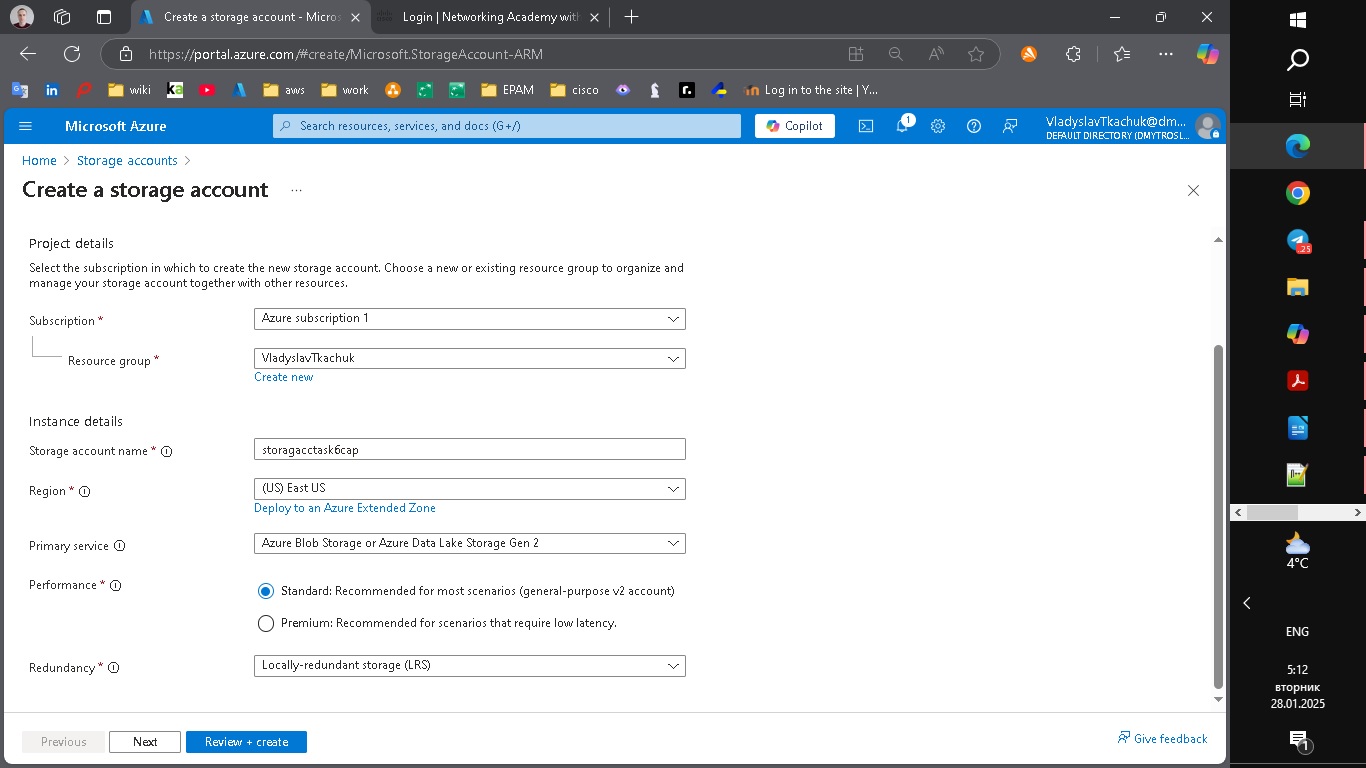 Create a storage account - Micros
Login | Networking Academy with
https://portal.azure.com/#create/Microsoft.StorageAccount-ARM
wiki
ka
aws
work
EPAM
cisco
r.
Log in to the site | Y...
Microsoft Azure
Search resources, services, and docs (G+/)
Copilot
1
VladyslavTkachuk@dm...
DEFAULT DIRECTORY (DMYTROSL...
Home > Storage accounts >
Create a storage account ...
Project details
Select the subscription in which to create the new storage account. Choose a new or existing resource group to organize and
manage your storage account together with other resources.
Subscription *
Azure subscription 1
Resource group *
VladyslavTkachuk
Create new
Instance details
Storage account name *
storagacctask6cap
Region *
(US) East US
Deploy to an Azure Extended Zone
Primary service
Azure Blob Storage or Azure Data Lake Storage Gen 2
Performance *
Standard: Recommended for most scenarios (general-purpose v2 account)
Premium: Recommended for scenarios that require low latency.
Redundancy *
Locally-redundant storage (LRS)
Previous
Next
Review + create
Give feedback
25
4°C
ENG
5:12
вторник
28.01.2025
1